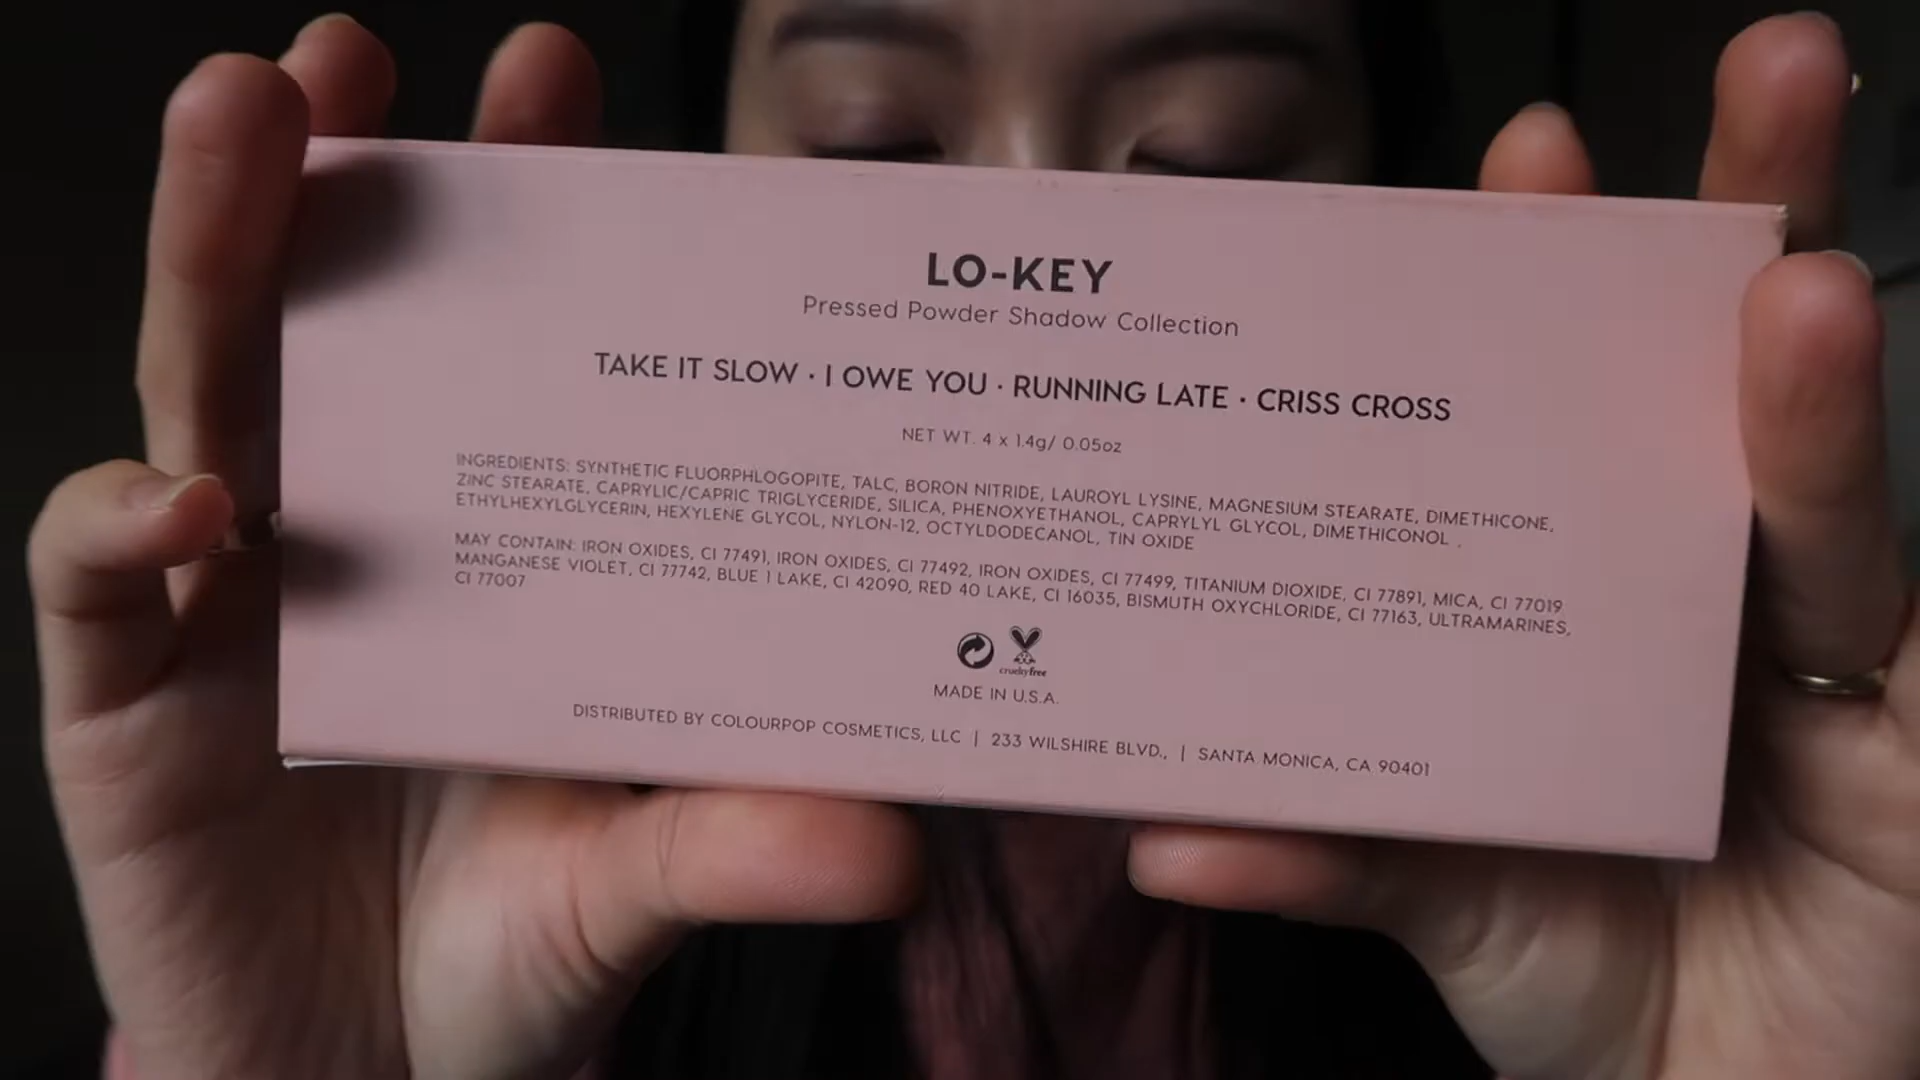 LO-KEY
Pressed Powder Shadow Collection
TAKE IT SLOW · I OWE YOU · RUNNING LATE · CRISS CROSS
NET WT. 4 x 1.4g/ 0.05oz
INGREDIENTS: SYNTHETIC FLUORPHLOGOPITE, TALC, BORON NITRIDE, LAUROYL LYSINE, MAGNESIUM STEARATE, DIMETHICONE,
ZINC STEARATE, CAPRYLIC/CAPRIC TRIGLYCERIDE, SILICA, PHENOXYETHANOL, CAPRYLYL GLYCOL, DIMETHICONOL .
ETHYLHEXYLGLYCERIN, HEXYLENE GLYCOL, NYLON-12, OCTYLDODECANOL, TIN OXIDE
MAY CONTAIN: IRON OXIDES, CI 77491, IRON OXIDES, CI 77492, IRON OXIDES, CI 77499, TITANIUM DIOXIDE, CI 77891, MICA, CI 77019
MANGANESE VIOLET, CI 77742, BLUE 1 LAKE, CI 42090, RED 40 LAKE, CI 16035, BISMUTH OXYCHLORIDE, CI 77163, ULTRAMARINES,
CI 77007
crueltyfree
MADE IN U.S.A.
DISTRIBUTED BY COLOURPOP COSMETICS, LLC | 233 WILSHIRE BLVD., | SANTA MONICA, CA 90401